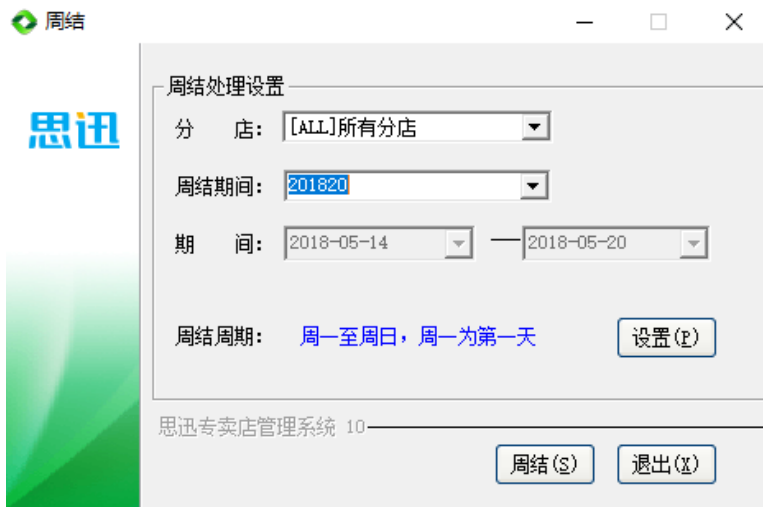 周结
思迅
周结处理设置
分 店: [ALL]所有分店
周结期间: 201820
期 间: 2018-05-14 — 2018-05-20
周结周期: 周一至周日，周一为第一天 设置(P)
思迅专卖店管理系统 10
周结(S) 退出(X)